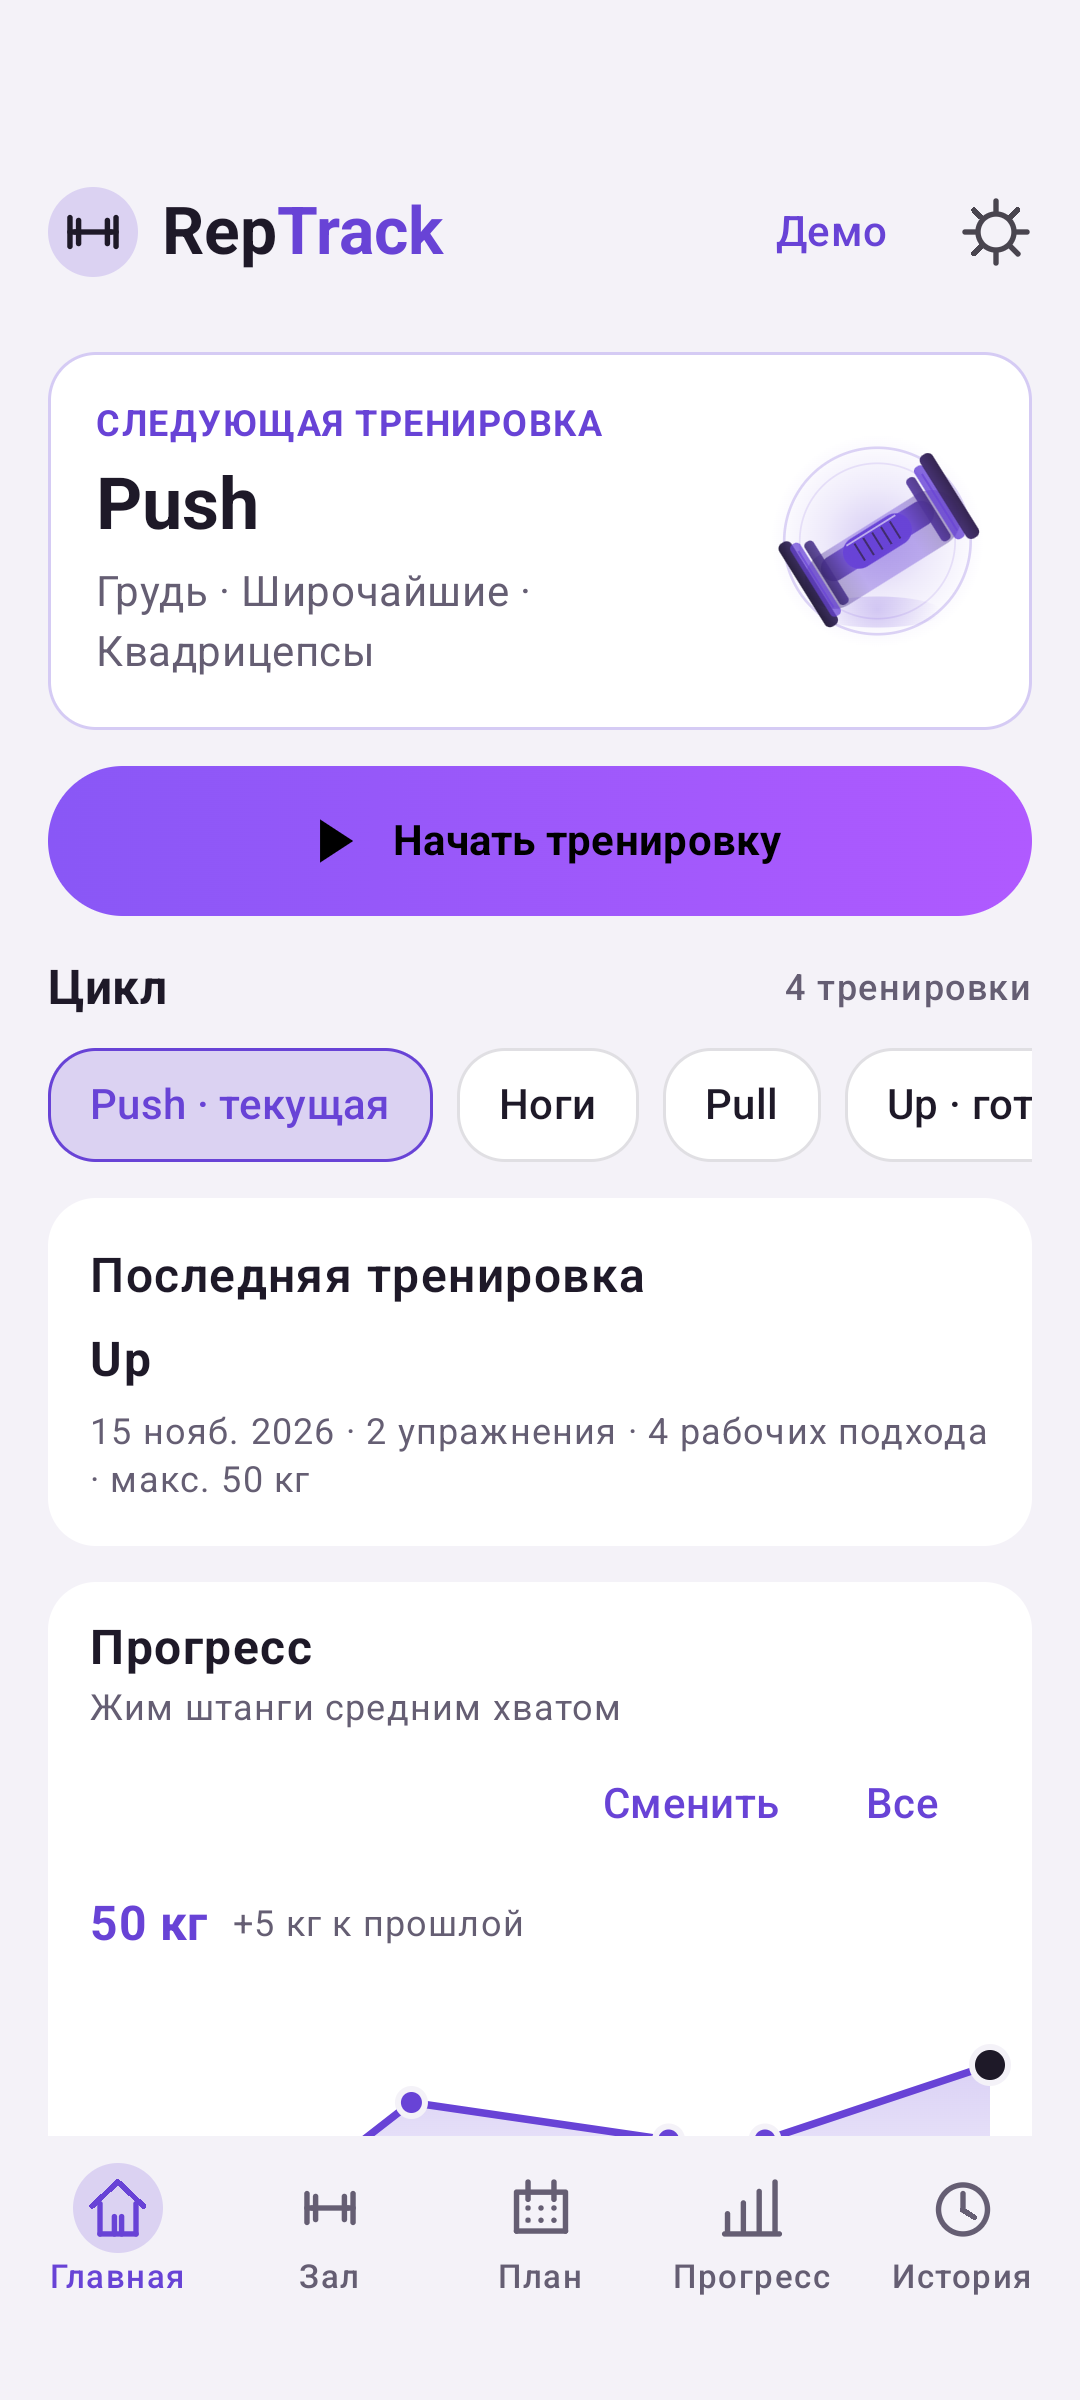 RepTrack
Демо
СЛЕДУЮЩАЯ ТРЕНИРОВКА
Push
Грудь · Широчайшие ·
Квадрицепсы
Начать тренировку
Цикл
4 тренировки
Push · текущая
Ноги
Pull
Up · гот
Последняя тренировка
Up
15 нояб. 2026 · 2 упражнения · 4 рабочих подхода
· макс. 50 кг
Прогресс
Жим штанги средним хватом
Сменить
Все
50 кг +5 кг к прошлой
Главная
Зал
План
Прогресс
История